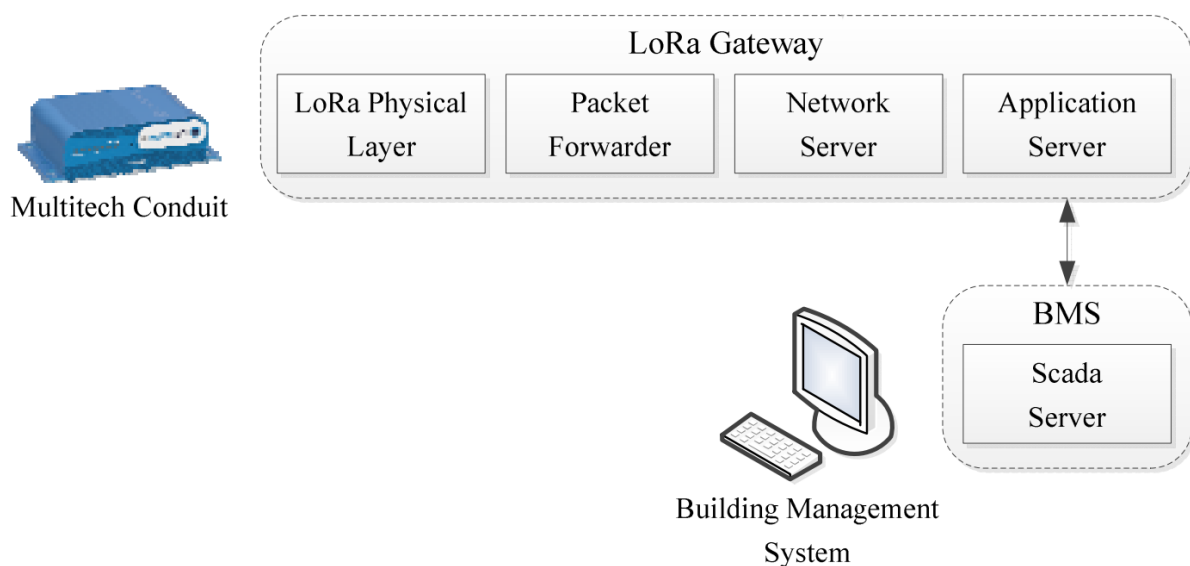 LoRa Gateway
LoRa Physical
Layer
Packet
Forwarder
Network
Server
Application
Server
Multitech Conduit
BMS
Scada
Server
Building Management
System